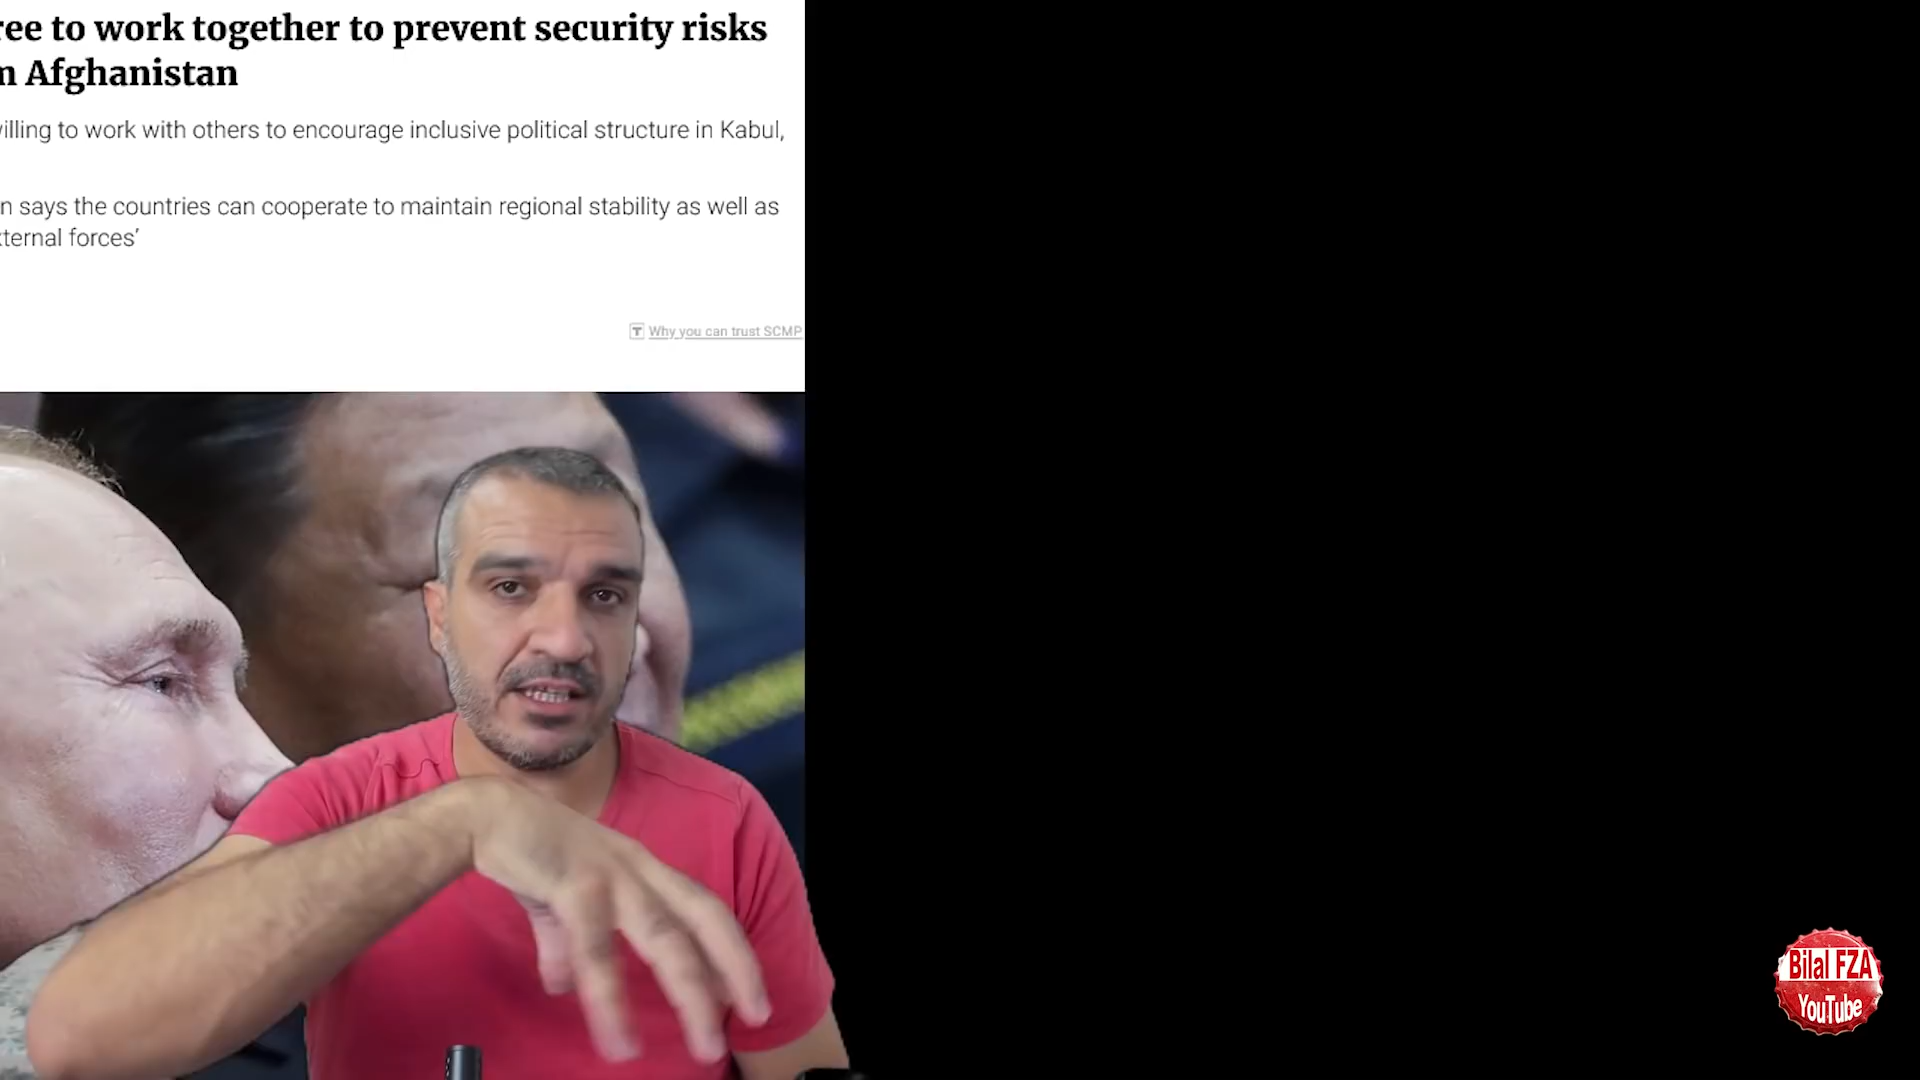 ree to work together to prevent security risks
m Afghanistan
willing to work with others to encourage inclusive political structure in Kabul,
n says the countries can cooperate to maintain regional stability as well as
xternal forces’
T Why you can trust SCMP
Bilal FZA
YouTube